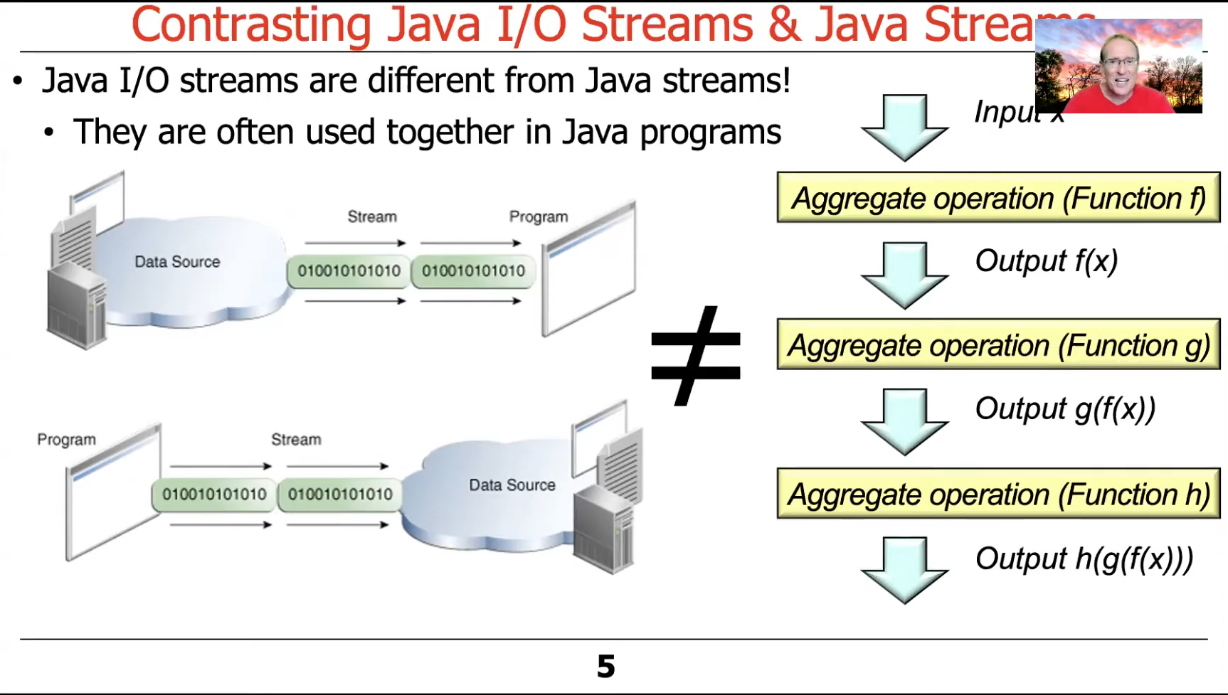 Contrasting Java I/O Streams & Java Streams
• Java I/O streams are different from Java streams!
• They are often used together in Java programs
Stream
Program
Data Source
010010101010
010010101010
Program
Stream
010010101010
010010101010
Data Source
≠
Input x
Aggregate operation (Function f)
Output f(x)
Aggregate operation (Function g)
Output g(f(x))
Aggregate operation (Function h)
Output h(g(f(x)))
5